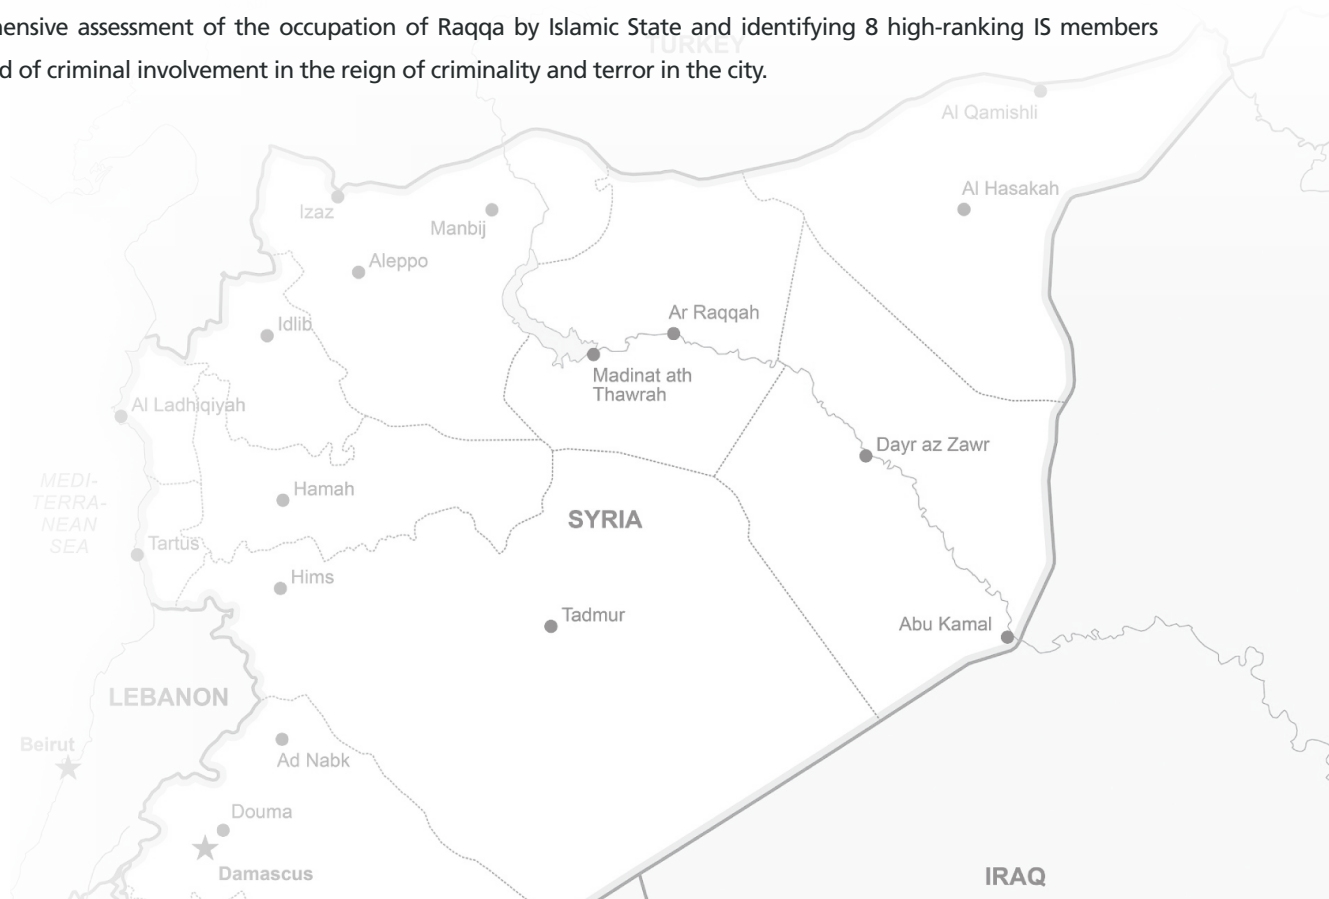 ensive assessment of the occupation of Raqqa by Islamic State and identifying 8 high-ranking IS members
d of criminal involvement in the reign of criminality and terror in the city.
TURKEY
Al Qamishli
Al Hasakah
Izaz
Manbij
Aleppo
Ar Raqqah
Idlib
Madinat ath
Thawrah
Al Ladhiqiyah
Dayr az Zawr
MEDI-
TERRA-
NEAN
SEA
Hamah
SYRIA
Tartus
Hims
Tadmur
Abu Kamal
LEBANON
Beirut
Ad Nabk
Douma
Damascus
IRAQ